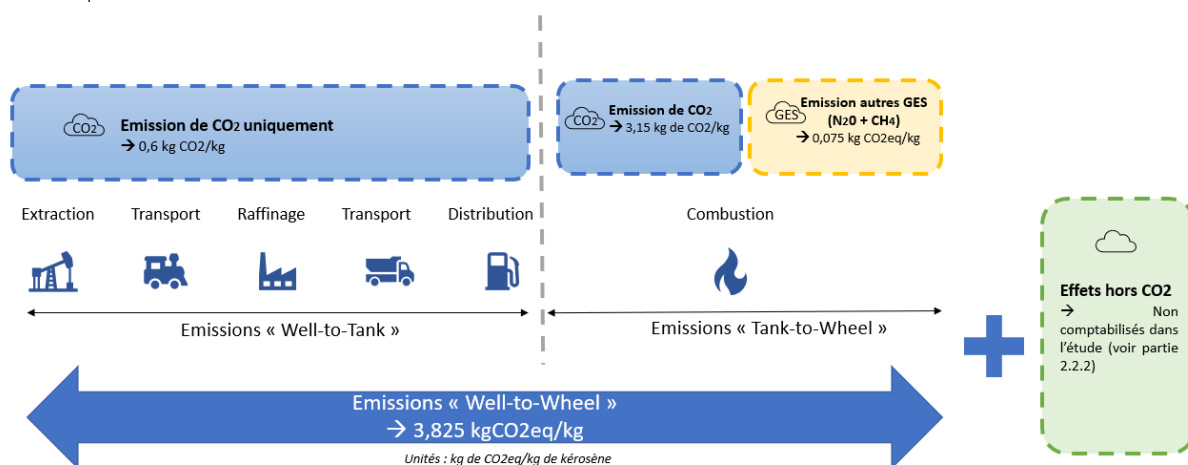 CO2
Emission de CO2 uniquement
→ 0,6 kg CO2/kg
CO2
Emission de CO2
→ 3,15 kg de CO2/kg
GES
Emission autres GES
(N20 + CH4)
→ 0,075 kg CO2eq/kg
Extraction
Transport
Raffinage
Transport
Distribution
Combustion
Emissions « Well-to-Tank »
Emissions « Tank-to-Wheel »
Effets hors CO2
→ Non
comptabilisés dans
l'étude (voir partie
2.2.2)
Emissions « Well-to-Wheel »
→ 3,825 kgCO2eq/kg
Unités : kg de CO2eq/kg de kérosène